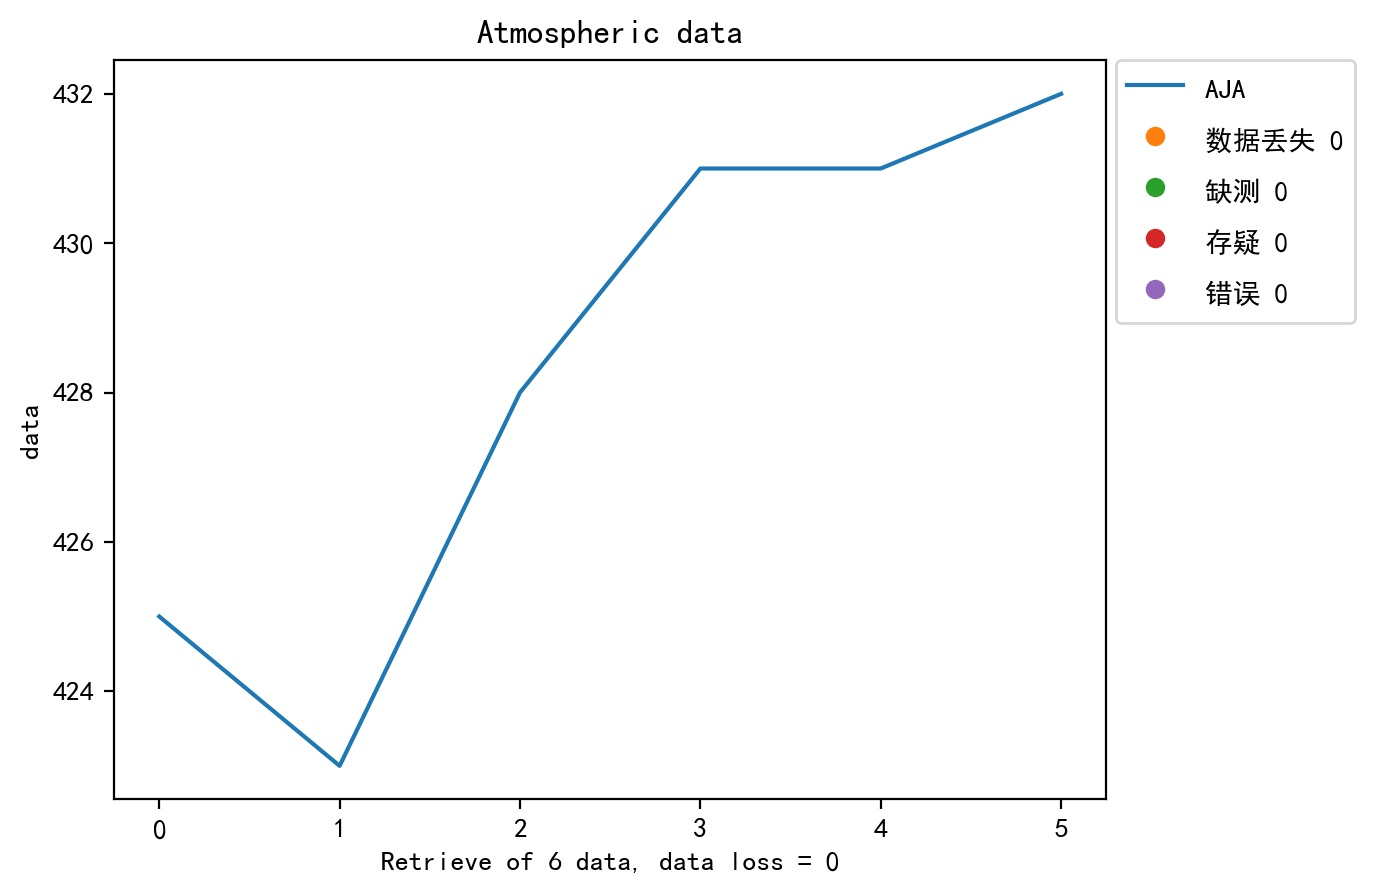 Atmospheric data
432
430
428
426
424
data
0 1 2 3 4 5
Retrieve of 6 data, data loss = 0
AJA
数据丢失 0
缺测 0
存疑 0
错误 0